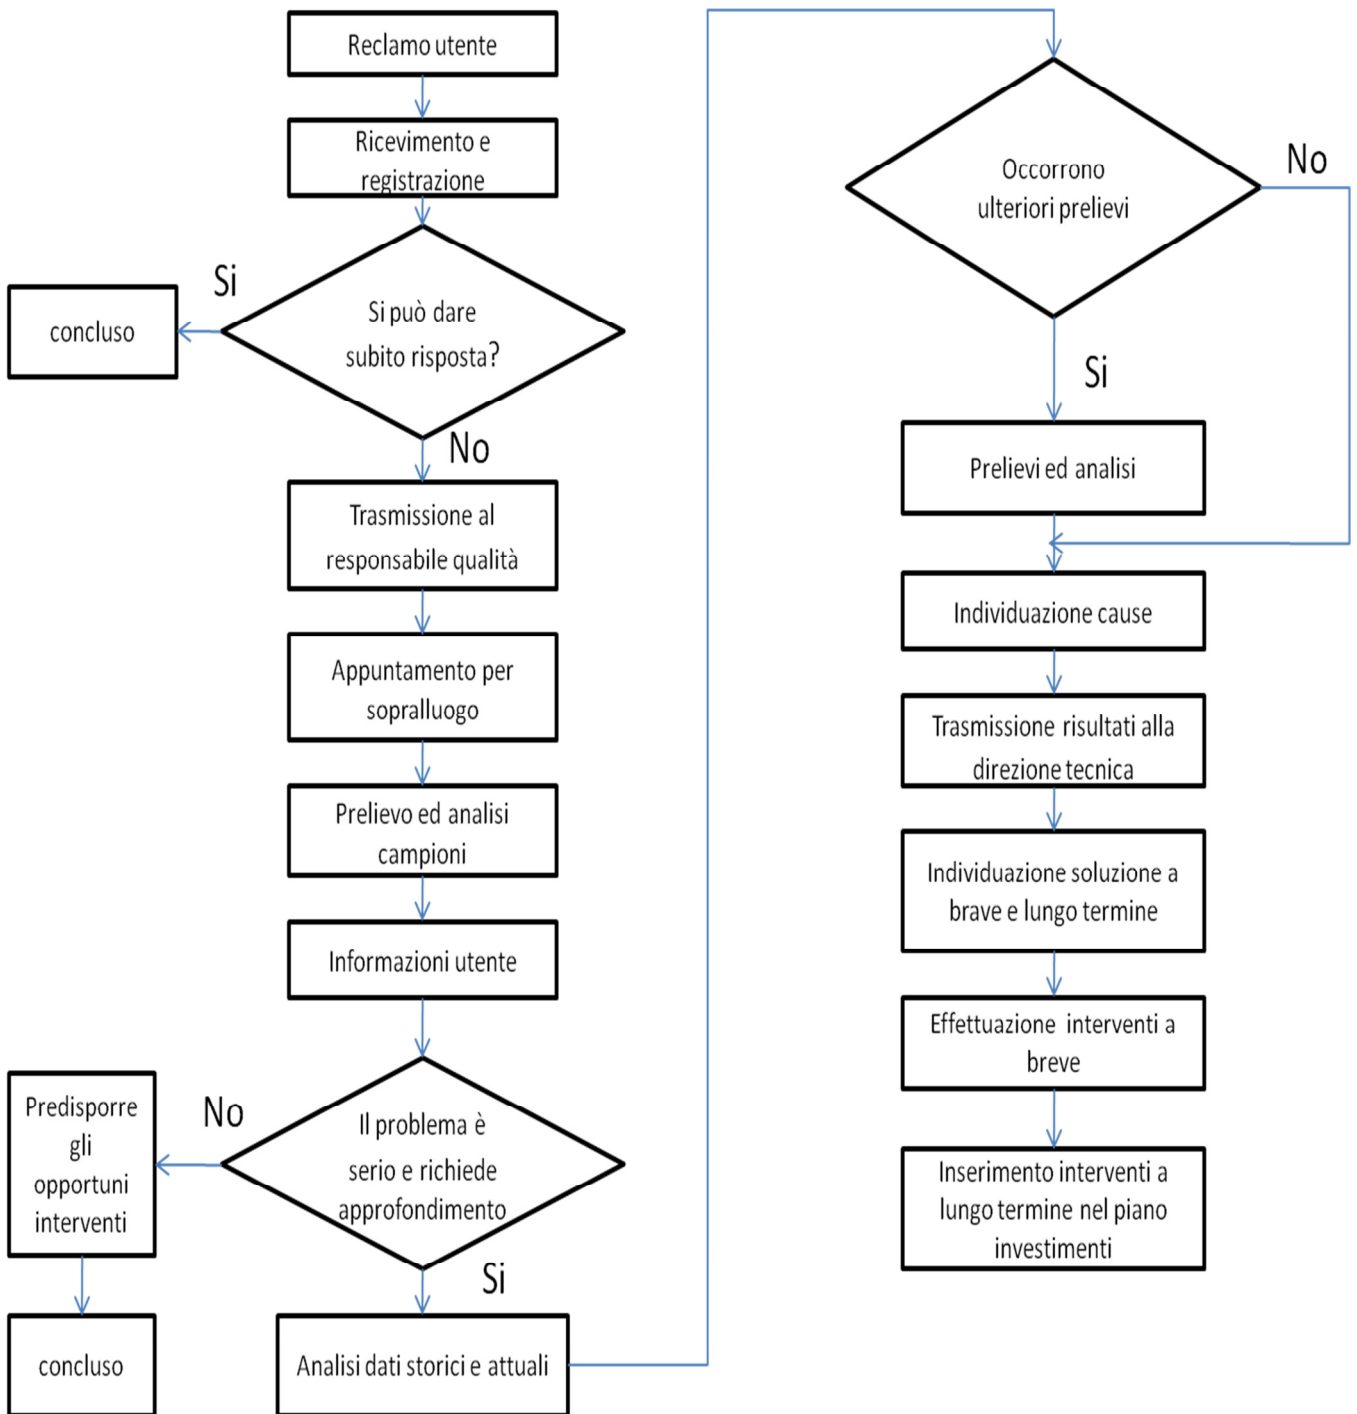 Reclamo utente
Ricevimento e
registrazione
Si può dare
subito risposta?
Si
concluso
No
Trasmissione al
responsabile qualità
Appuntamento per
sopralluogo
Prelievo ed analisi
campioni
Informazioni utente
Il problema è
serio e richiede
approfondimento
No
Predisporre
gli
opportuni
interventi
concluso
Si
Analisi dati storici e attuali
Occorrono
ulteriori prelievi
No
Si
Prelievi ed analisi
Individuazione cause
Trasmissione risultati alla
direzione tecnica
Individuazione soluzione a
brave e lungo termine
Effettuazione interventi a
breve
Inserimento interventi a
lungo termine nel piano
investimenti